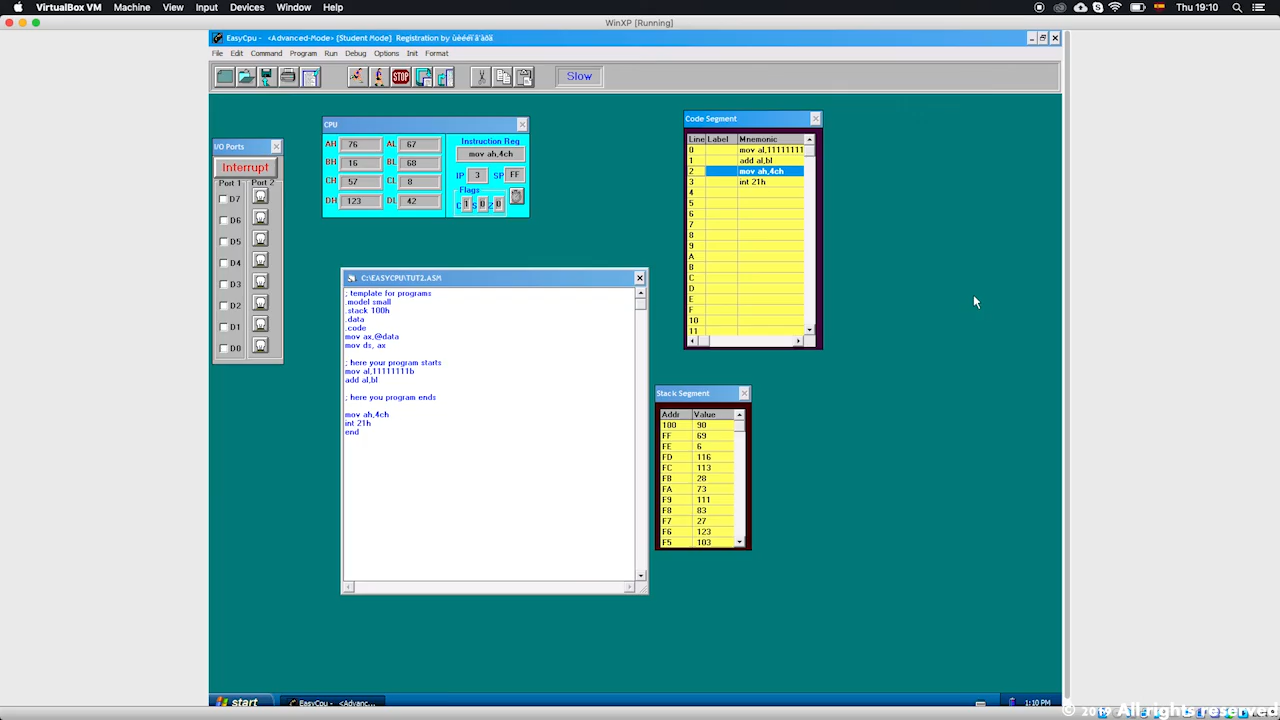 VirtualBox VM Machine View Input Devices Window Help
Thu 19:10
WinXP [Running]
EasyCpu - <Advanced-Mode> [Student Mode] Registration by ùèééï â'àõã
File Edit Command Program Run Debug Options Init Format
STOP
Slow
I/O Ports
Interrupt
Port 1 Port 2
D7
D6
D5
D4
D3
D2
D1
D0
CPU
AH 76 AL 67
BH 16 BL 68
CH 57 CL 8
DH 123 DL 42
Instruction Reg
mov ah,4ch
IP 3 SP FF
Flags
C 1 S 0 Z 0
C:\EASYCPU\TUT2.ASM
; template for programs
.model small
.stack 100h
.data
.code
mov ax,@data
mov ds, ax
; here your program starts
mov al,11111111b
add al,bl
; here you program ends
mov ah,4ch
int 21h
end
Code Segment
Line Label Mnemonic
0 mov al,11111111
1 add al,bl
2 mov ah,4ch
3 int 21h
4
5
6
7
8
9
A
B
C
D
E
F
10
11
Stack Segment
Addr Value
100 90
FF 69
FE 6
FD 116
FC 113
FB 28
FA 73
F9 111
F8 83
F7 27
F6 123
F5 103
start
EasyCpu - <Advanc...
1:10 PM
All rights reserved